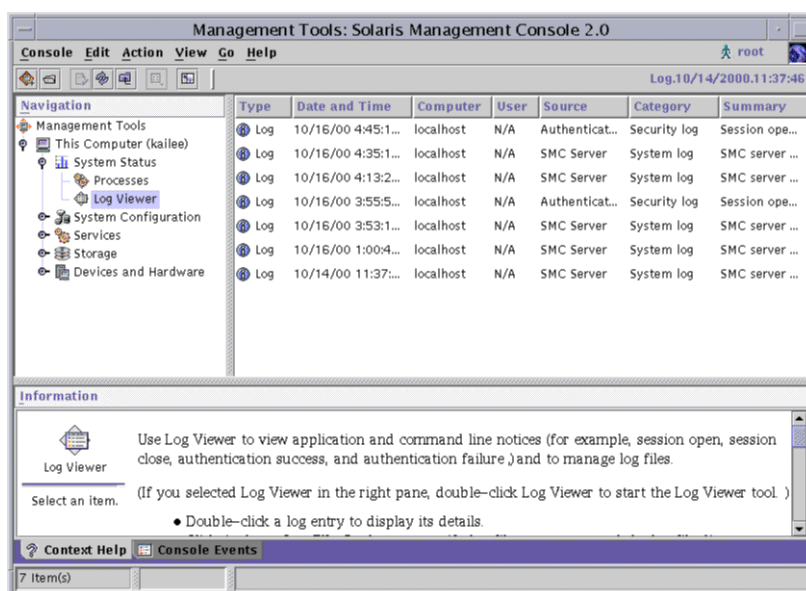 Management Tools: Solaris Management Console 2.0
Console Edit Action View Go Help
root
Log.10/14/2000.11:37:46
Navigation
Management Tools
This Computer (kailee)
System Status
Processes
Log Viewer
System Configuration
Services
Storage
Devices and Hardware
Type Date and Time Computer User Source Category Summary
Log 10/16/00 4:45:1... localhost N/A Authenticat... Security log Session ope...
Log 10/16/00 4:35:1... localhost N/A SMC Server System log SMC server ...
Log 10/16/00 4:13:2... localhost N/A SMC Server System log SMC server ...
Log 10/16/00 3:55:5... localhost N/A Authenticat... Security log Session ope...
Log 10/16/00 3:53:1... localhost N/A SMC Server System log SMC server ...
Log 10/16/00 1:00:4... localhost N/A SMC Server System log SMC server ...
Log 10/14/00 11:37:... localhost N/A SMC Server System log SMC server ...
Information
Log Viewer
Select an item.
Use Log Viewer to view application and command line notices (for example, session open, session
close, authentication success, and authentication failure ,) and to manage log files.
(If you selected Log Viewer in the right pane, double–click Log Viewer to start the Log Viewer tool. )
• Double–click a log entry to display its details.
Context Help Console Events
7 Item(s)